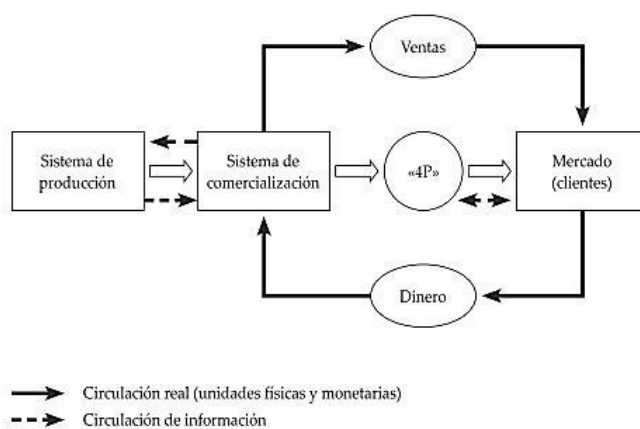 Ventas
Sistema de
producción
Sistema de
comercialización
«4P»
Mercado
(clientes)
Dinero
Circulación real (unidades físicas y monetarias)
Circulación de información